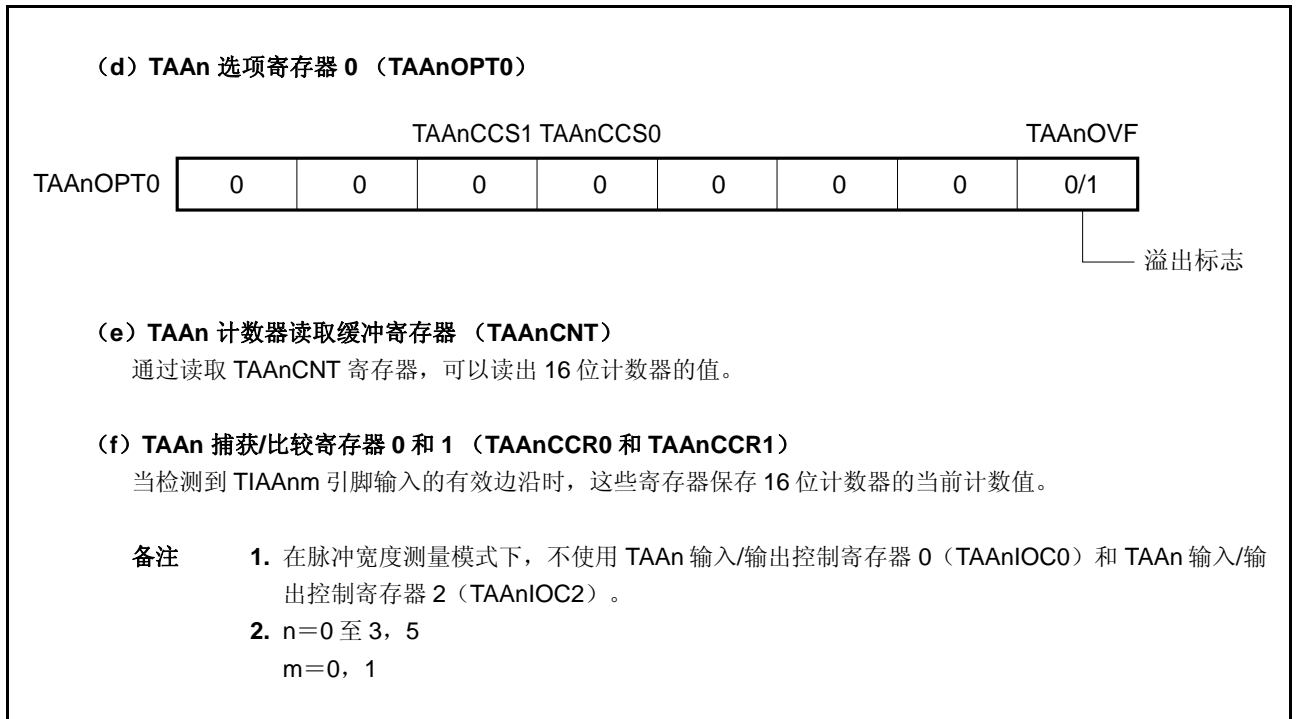 （d）TAAn 选项寄存器 0 （TAAnOPT0）
TAAnCCS1 TAAnCCS0 TAAnOVF
TAAnOPT0 0 0 0 0 0 0 0 0/1
溢出标志
（e）TAAn 计数器读取缓冲寄存器 （TAAnCNT）
通过读取 TAAnCNT 寄存器，可以读出 16 位计数器的值。
（f）TAAn 捕获/比较寄存器 0 和 1 （TAAnCCR0 和 TAAnCCR1）
当检测到 TIAAnm 引脚输入的有效边沿时，这些寄存器保存 16 位计数器的当前计数值。
备注 1. 在脉冲宽度测量模式下，不使用 TAAn 输入/输出控制寄存器 0（TAAnIOC0）和 TAAn 输入/输
出控制寄存器 2（TAAnIOC2）。
2. n＝0 至 3，5
m＝0，1